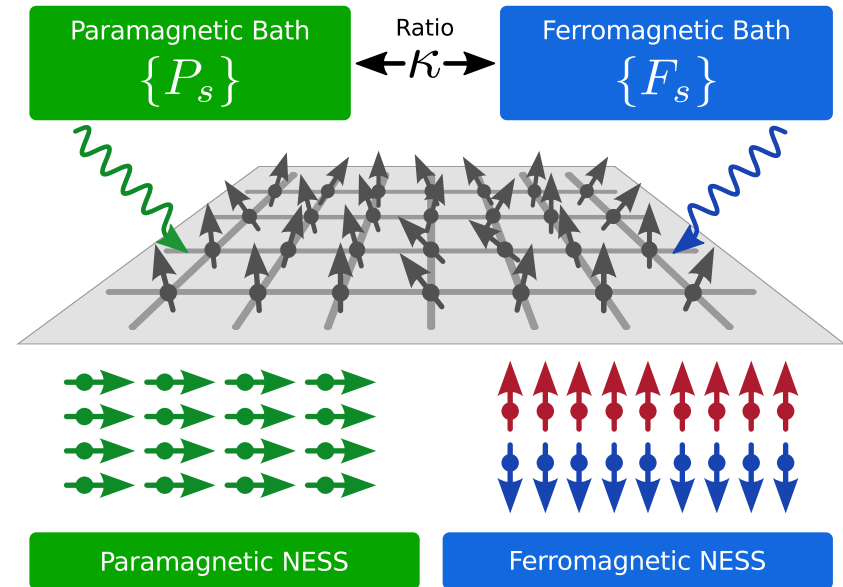 Paramagnetic Bath
{P_s}
Ratio
κ
Ferromagnetic Bath
{F_s}
Paramagnetic NESS
Ferromagnetic NESS